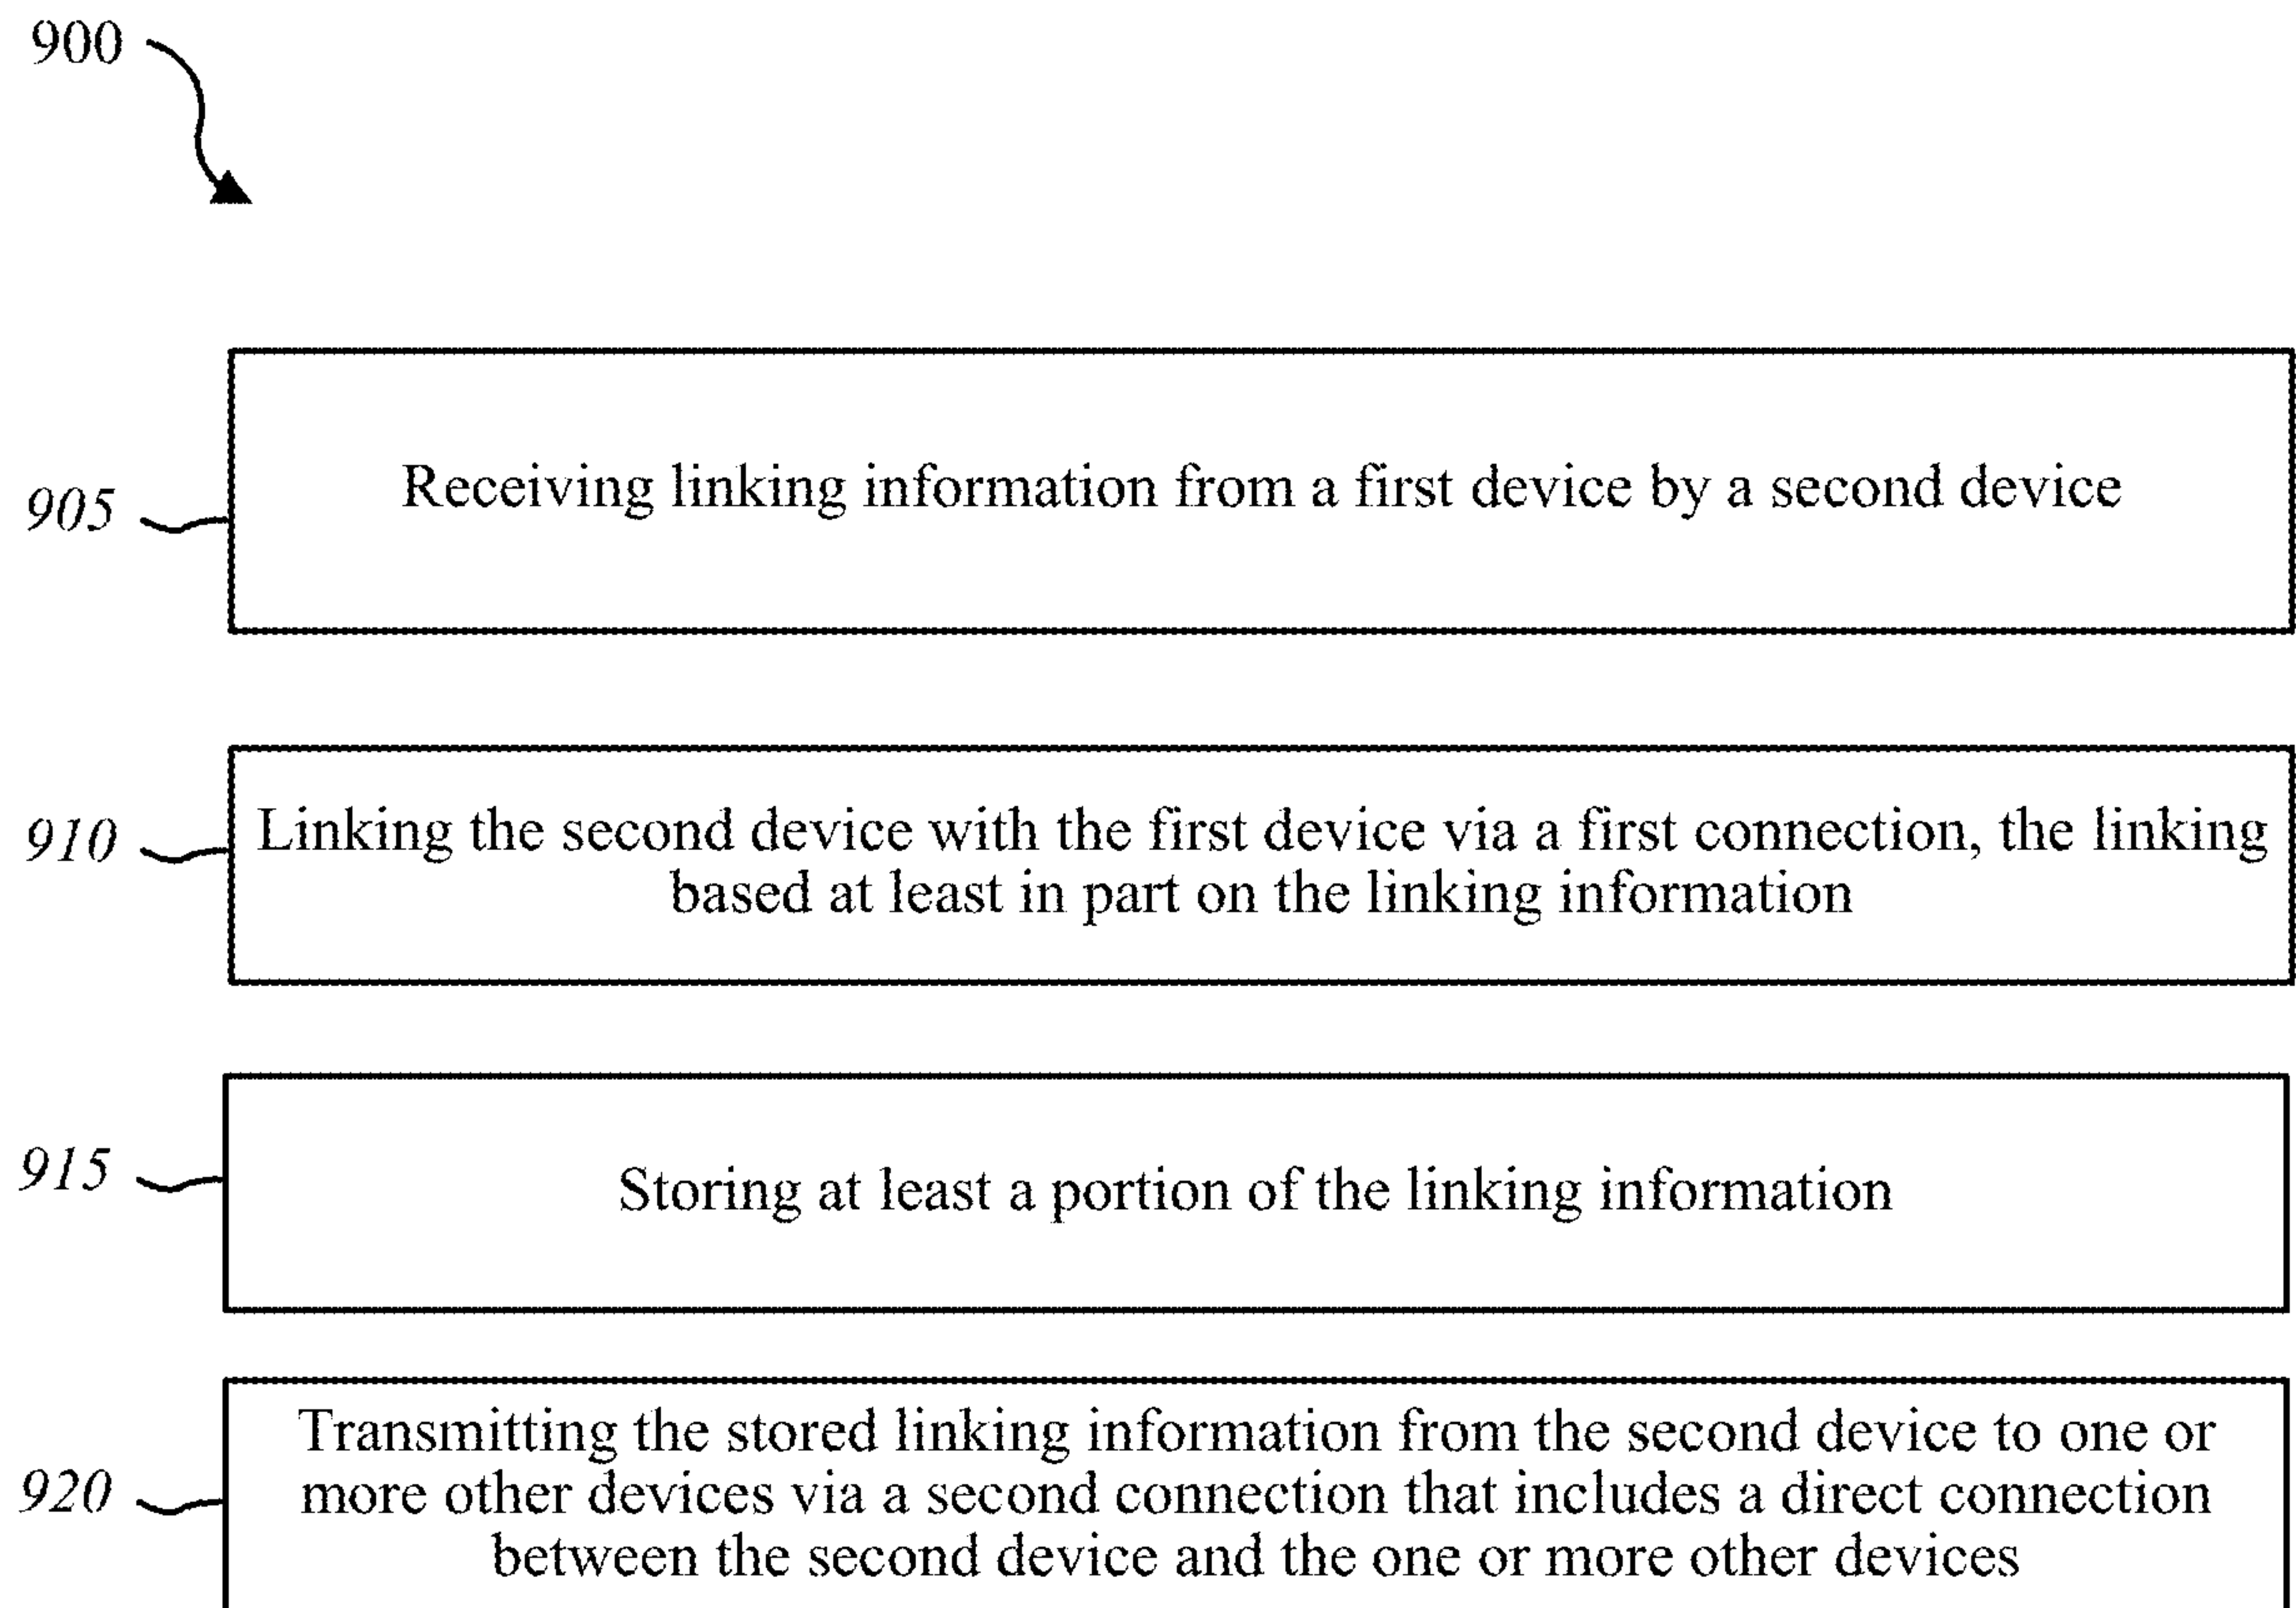 900
905
Receiving linking information from a first device by a second device
910
Linking the second device with the first device via a first connection, the linking
based at least in part on the linking information
915
Storing at least a portion of the linking information
920
Transmitting the stored linking information from the second device to one or
more other devices via a second connection that includes a direct connection
between the second device and the one or more other devices